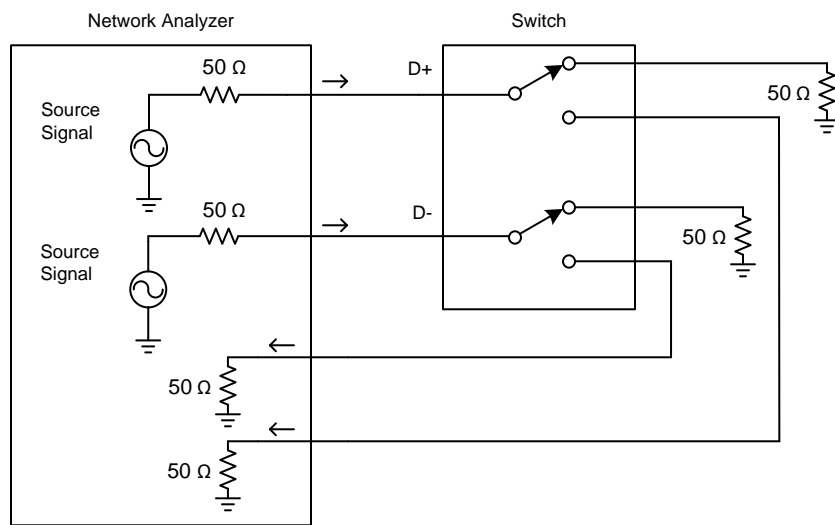 Network Analyzer
Switch
50 Ω
D+
Source
Signal
50 Ω
50 Ω
D-
Source
Signal
50 Ω
50 Ω
50 Ω